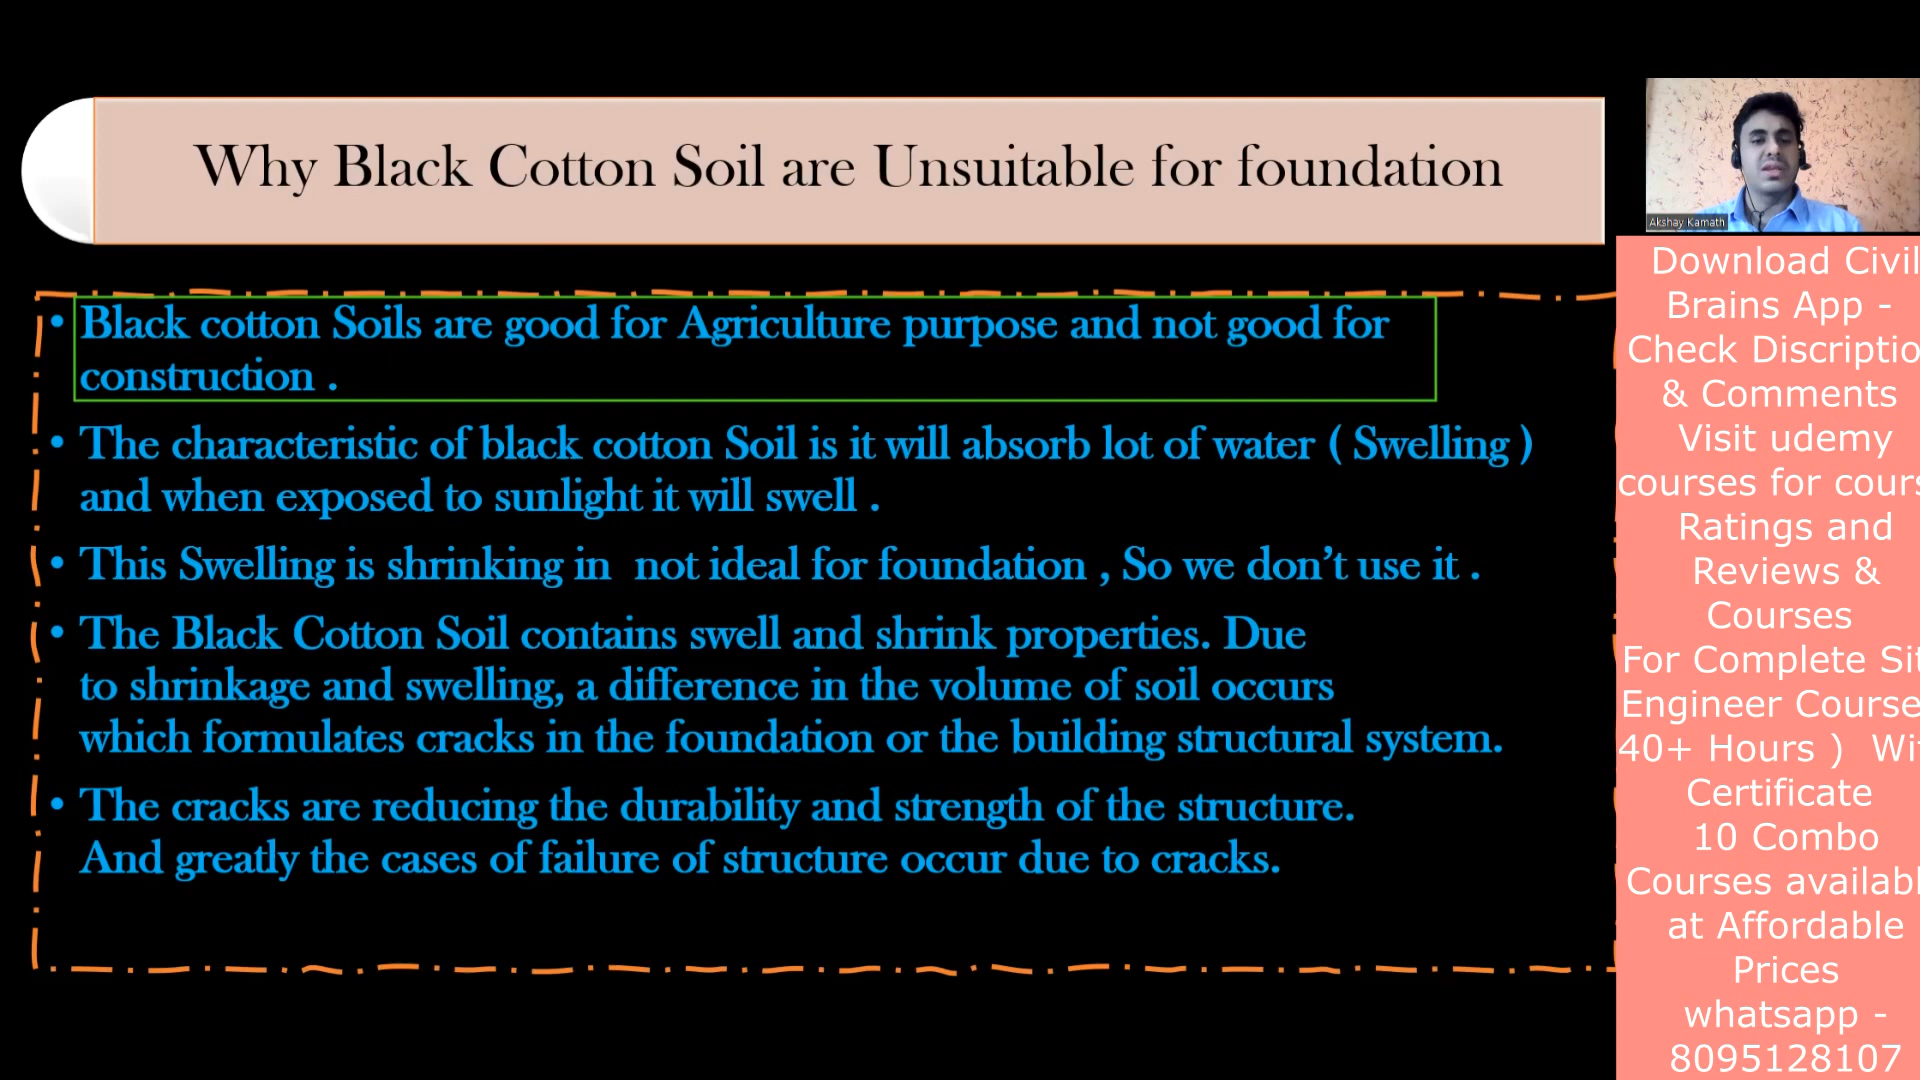 Why Black Cotton Soil are Unsuitable for foundation
• Black cotton Soils are good for Agriculture purpose and not good for
construction .
• The characteristic of black cotton Soil is it will absorb lot of water ( Swelling )
and when exposed to sunlight it will swell .
• This Swelling is shrinking in not ideal for foundation , So we don’t use it .
• The Black Cotton Soil contains swell and shrink properties. Due
to shrinkage and swelling, a difference in the volume of soil occurs
which formulates cracks in the foundation or the building structural system.
• The cracks are reducing the durability and strength of the structure.
And greatly the cases of failure of structure occur due to cracks.
Akshay Kamath
Download Civil
Brains App -
Check Discriptio
& Comments
Visit udemy
courses for cours
Ratings and
Reviews &
Courses
For Complete Sit
Engineer Course
40+ Hours ) Wit
Certificate
10 Combo
Courses availabl
at Affordable
Prices
whatsapp -
8095128107